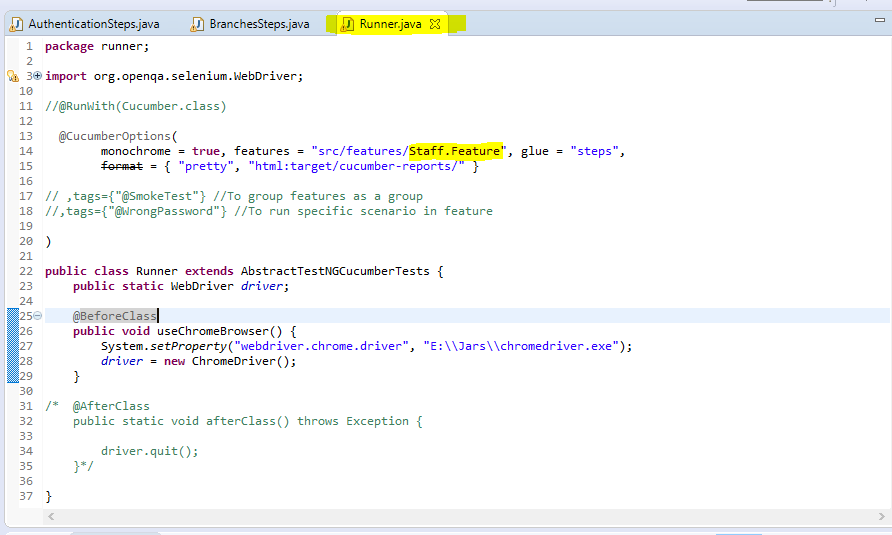 AuthenticationSteps.java BranchesSteps.java Runner.java
1 package runner;
2
3 import org.openqa.selenium.WebDriver;
10
11 //@RunWith(Cucumber.class)
12
13 @CucumberOptions(
14 monochrome = true, features = "src/features/Staff.Feature", glue = "steps",
15 format = { "pretty", "html:target/cucumber-reports/" }
16
17 // ,tags={"@SmokeTest"} //To group features as a group
18 //,tags={"@WrongPassword"} //To run specific scenario in feature
19
20 )
21
22 public class Runner extends AbstractTestNGCucumberTests {
23 public static WebDriver driver;
24
25 @BeforeClass
26 public void useChromeBrowser() {
27 System.setProperty("webdriver.chrome.driver", "E:\\Jars\\chromedriver.exe");
28 driver = new ChromeDriver();
29 }
30
31 /* @AfterClass
32 public static void afterClass() throws Exception {
33
34 driver.quit();
35 }*/
36
37 }